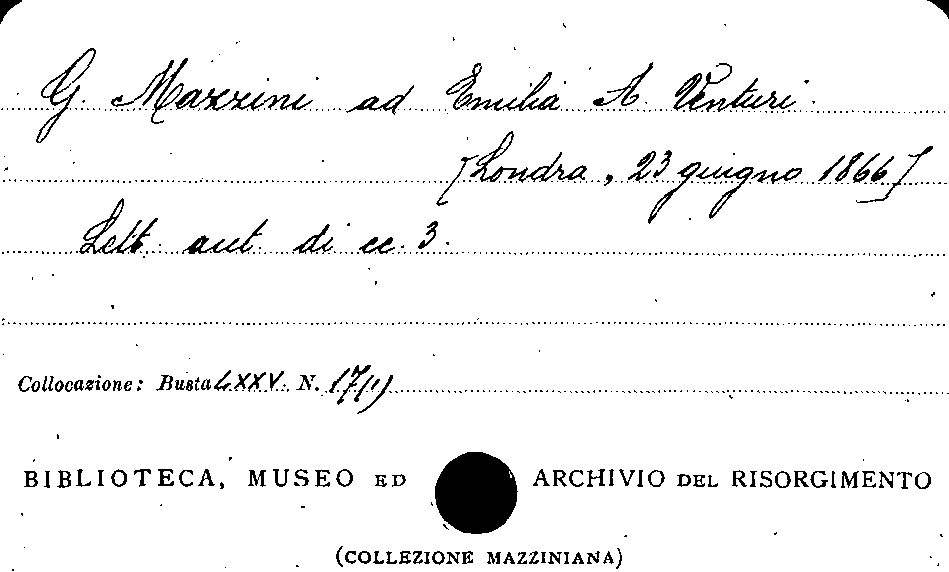 G. Mazzini ad Emilia A. Venturi.
[Londra, 23 giugno 1866]
Lett. aut. di cc. 3.
Collocazione: Busta LXXV. N. 17(1)
BIBLIOTECA, MUSEO ED ARCHIVIO DEL RISORGIMENTO
(COLLEZIONE MAZZINIANA)